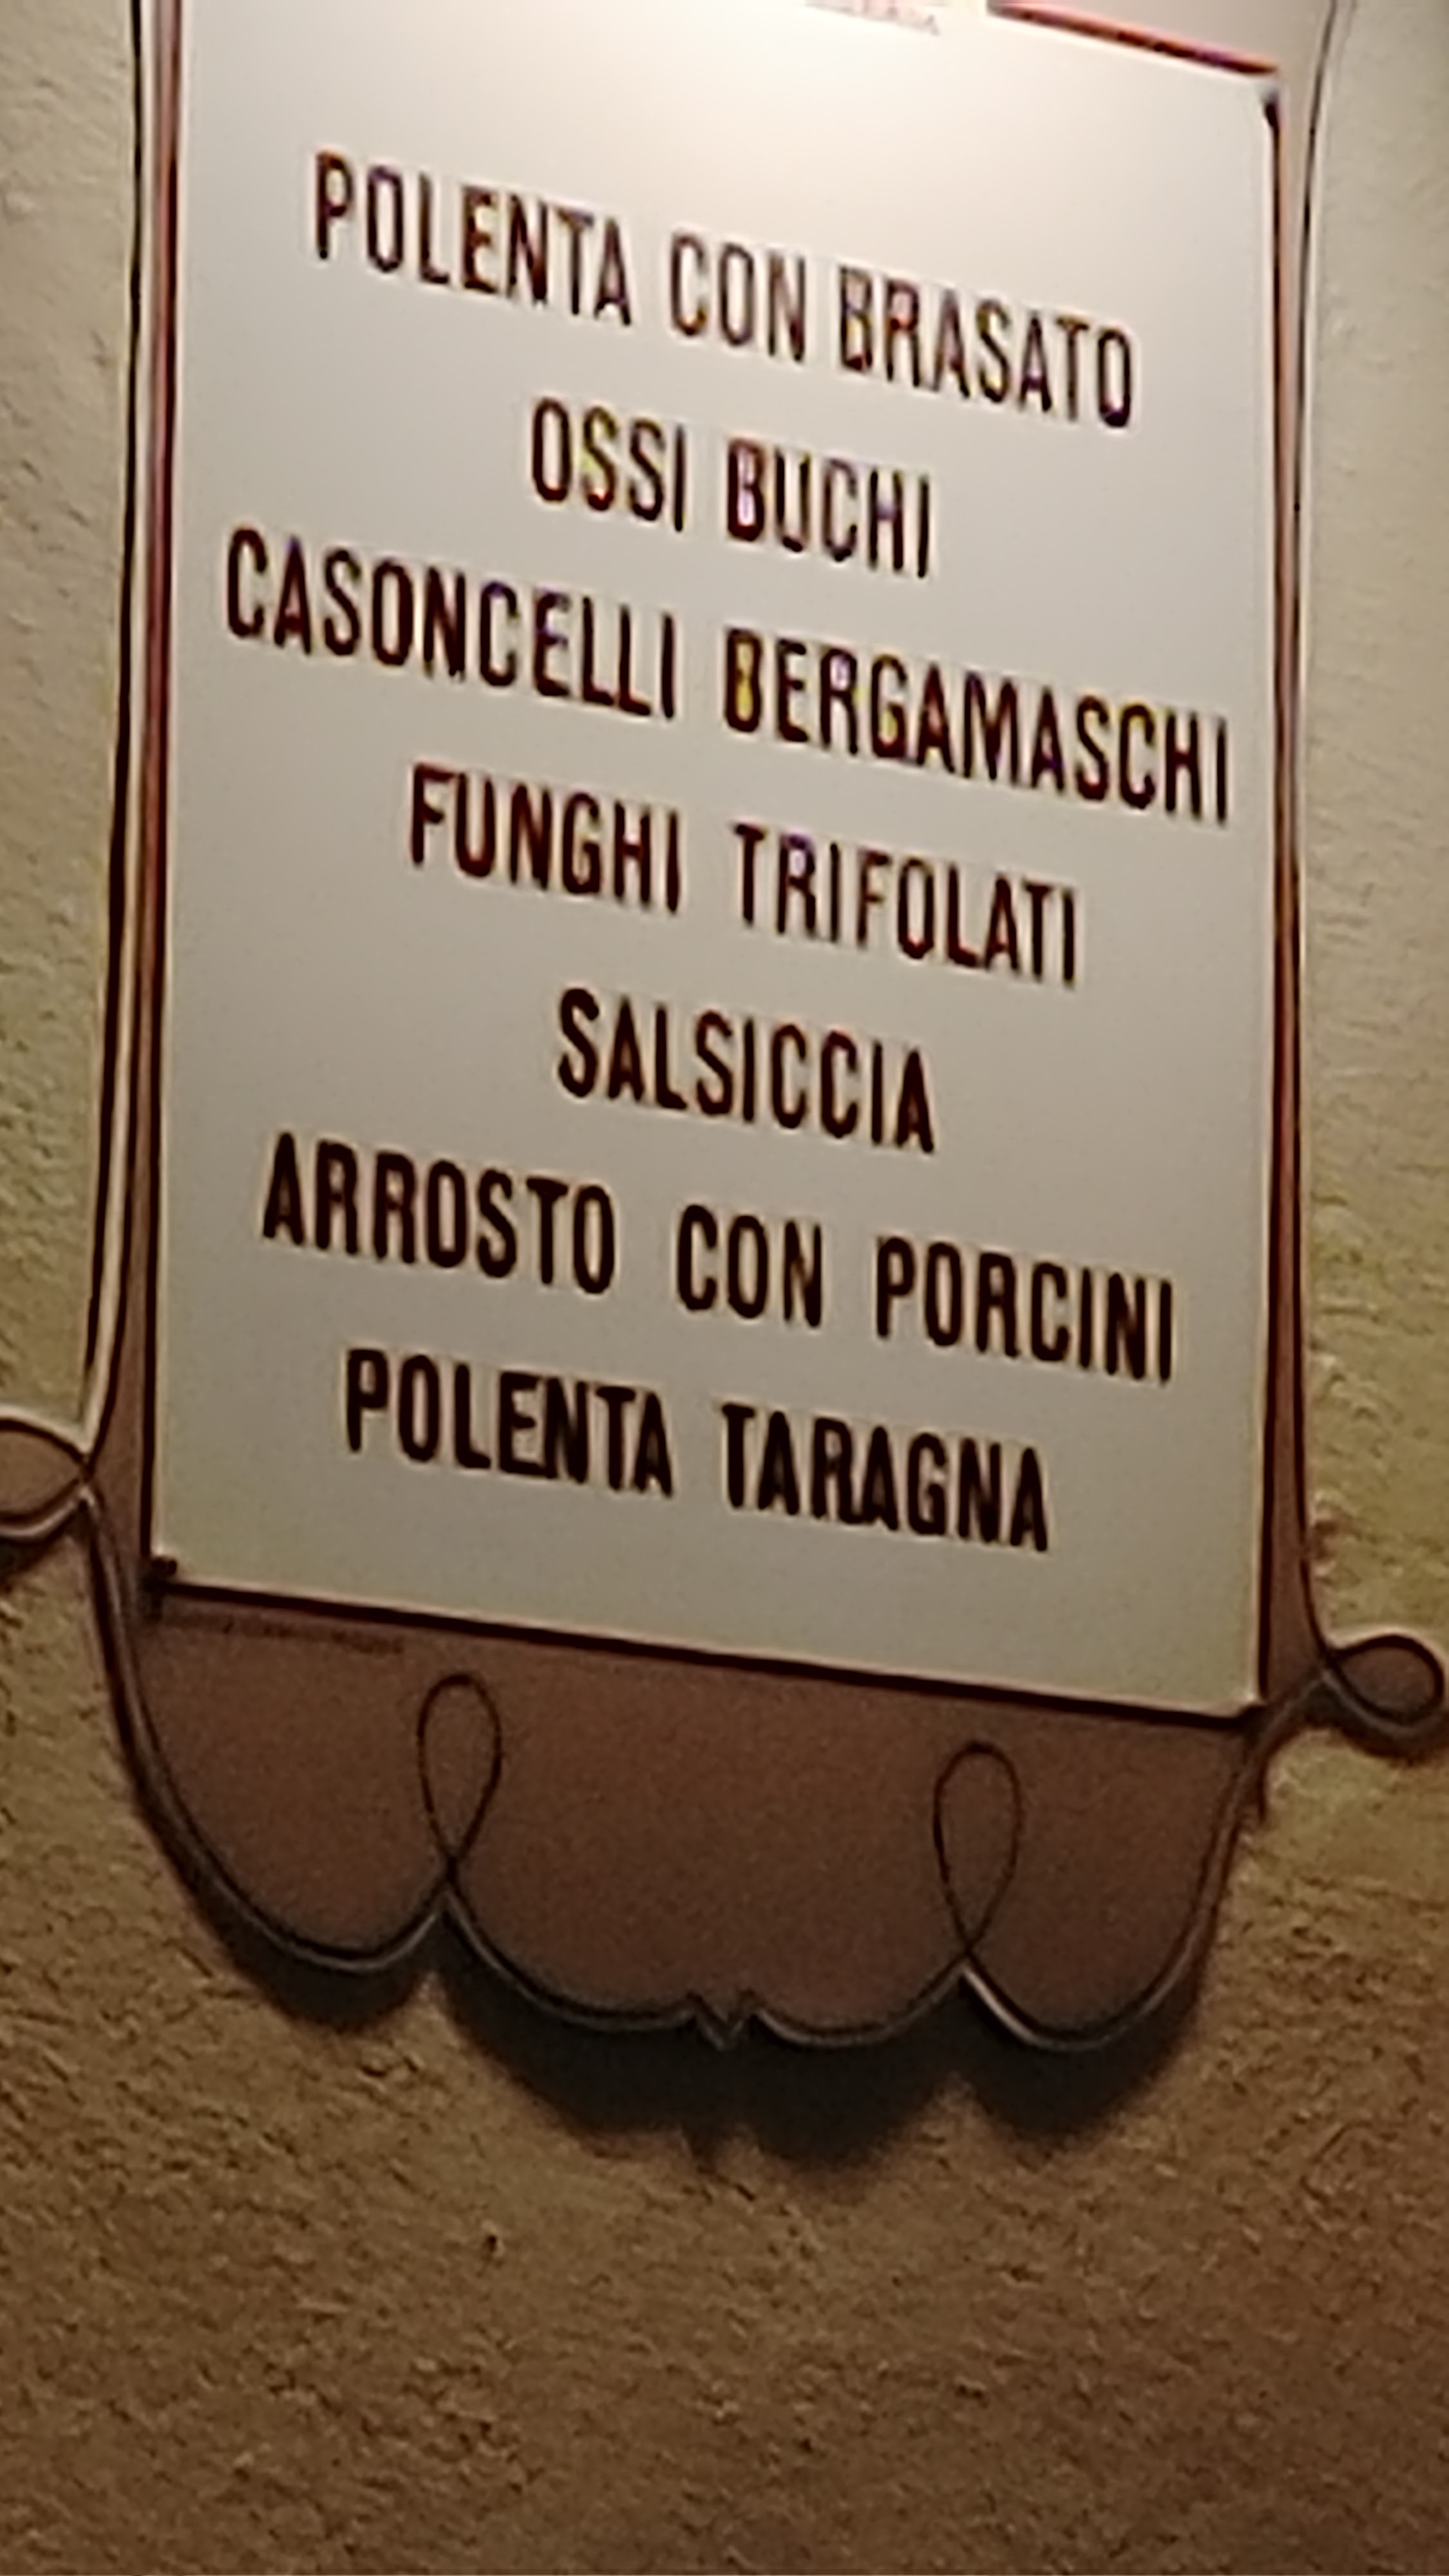 POLENTA CON BRASATO
OSSI BUCHI
CASONCELLI BERGAMASCHI
FUNGHI TRIFOLATI
SALSICCIA
ARROSTO CON PORCINI
POLENTA TARAGNA